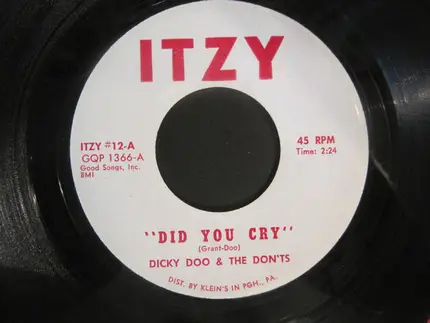 ITZY
ITZY #12-A
GQP 1366-A
Good Songs, Inc.
BMI
45 RPM
Time: 2:24
"DID YOU CRY"
(Grant-Doo)
DICKY DOO & THE DON'TS
DIST. BY KLEIN'S IN PGH., PA.